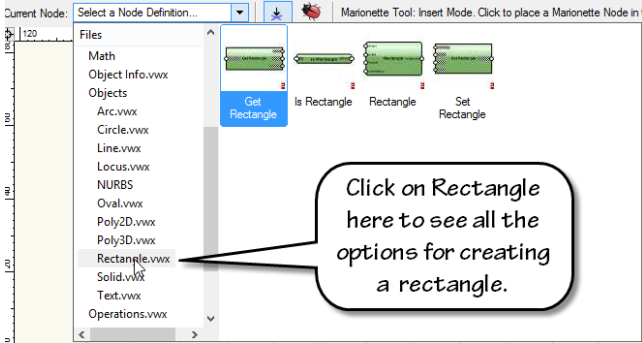 Current Node: Select a Node Definition... Marionette Tool: Insert Mode. Click to place a Marionette Node in
120
Files
Math
Object Info.vwx
Objects
Arc.vwx
Circle.vwx
Line.vwx
Locus.vwx
NURBS
Oval.vwx
Poly2D.vwx
Poly3D.vwx
Rectangle.vwx
Solid.vwx
Text.vwx
Operations.vwx
Get
Rectangle
Is Rectangle
Rectangle
Set
Rectangle
Click on Rectangle
here to see all the
options for creating
a rectangle.